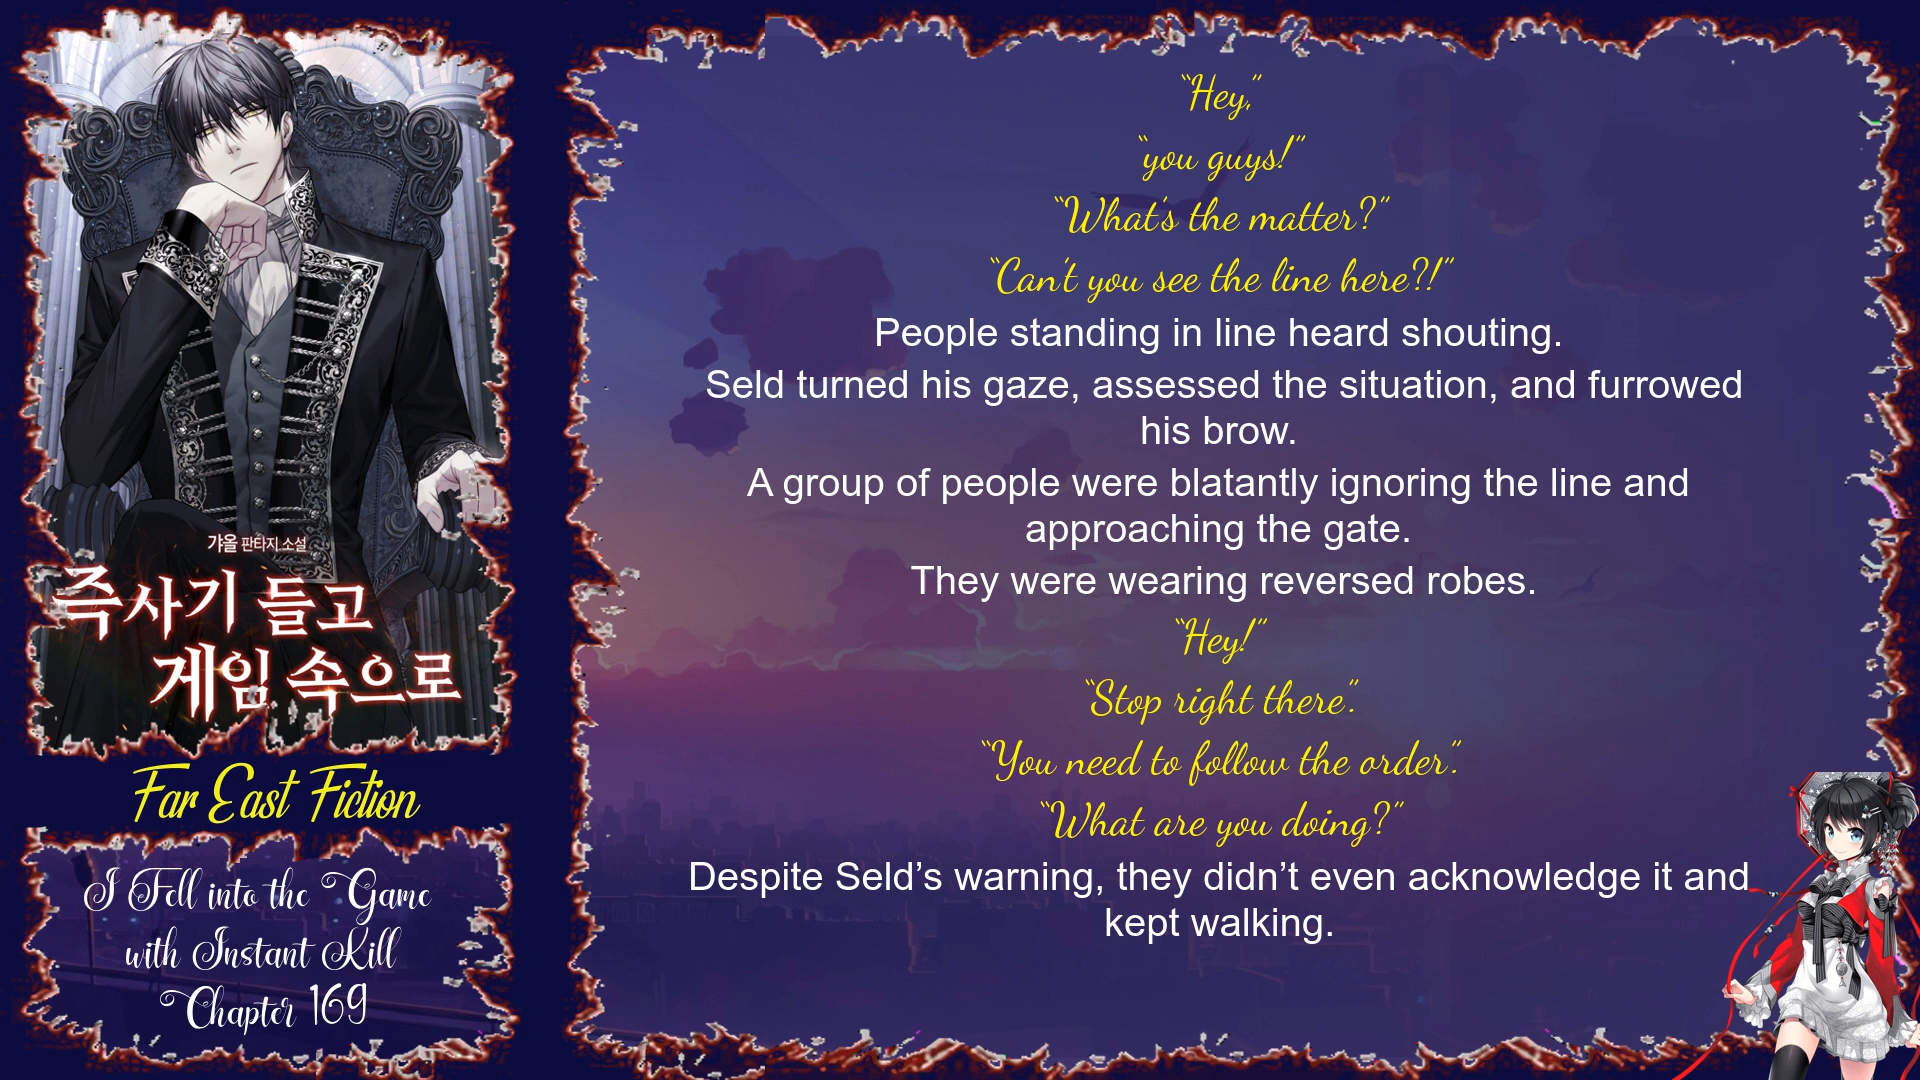 갸올 판타지 소설
즉사기 들고
게임 속으로
Far East Fiction
I Fell into the Game
with Instant Kill
Chapter 169
“Hey,”
“you guys!”
“What’s the matter?”
“Can’t you see the line here?!”
People standing in line heard shouting.
Seld turned his gaze, assessed the situation, and furrowed
his brow.
A group of people were blatantly ignoring the line and
approaching the gate.
They were wearing reversed robes.
“Hey!”
“Stop right there”.
“You need to follow the order”.
“What are you doing?”
Despite Seld’s warning, they didn’t even acknowledge it and
kept walking.